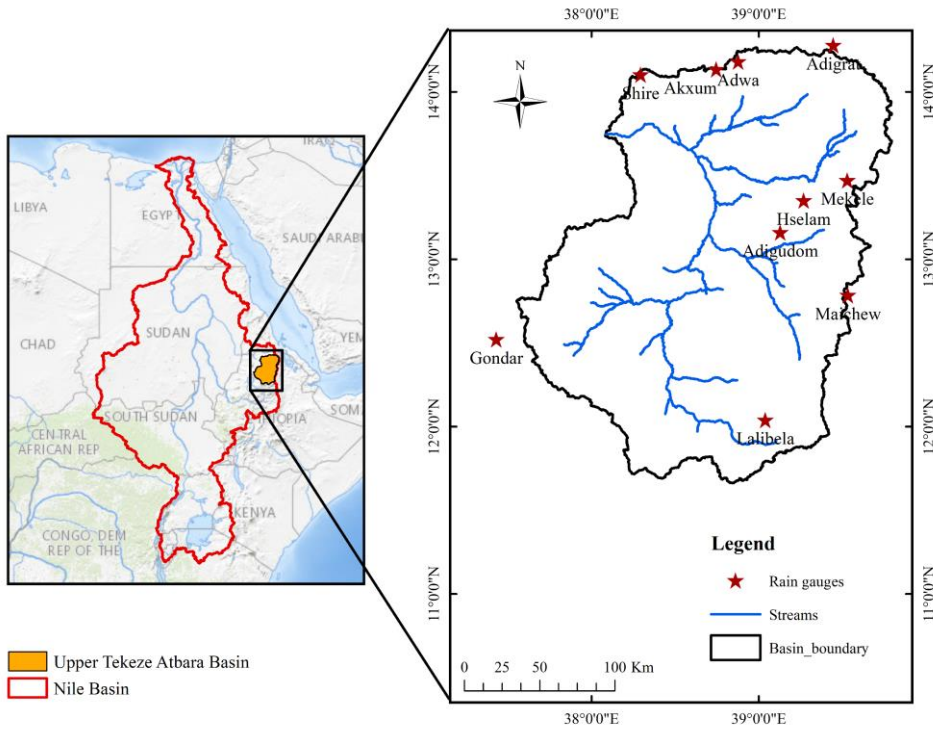 IRAQ
LIBYA
EGYPT
SAUDI ARABI
CHAD
SUDAN
YEM
SOUTH SUDAN
CENTRAL
AFRICAN REP
SOM
KENYA
CONGO, DEM
REP OF THE
Upper Tekeze Atbara Basin
Nile Basin
38°0'0"E
39°0'0"E
14°0'0"N
13°0'0"N
12°0'0"N
11°0'0"N
N
Shire
Akxum
Adwa
Adigrat
Mekele
Hselam
Adigudom
Maichew
Gondar
Lalibela
Legend
Rain gauges
Streams
Basin_boundary
0 25 50 100 Km
14°0'0"N
13°0'0"N
12°0'0"N
11°0'0"N
38°0'0"E
39°0'0"E